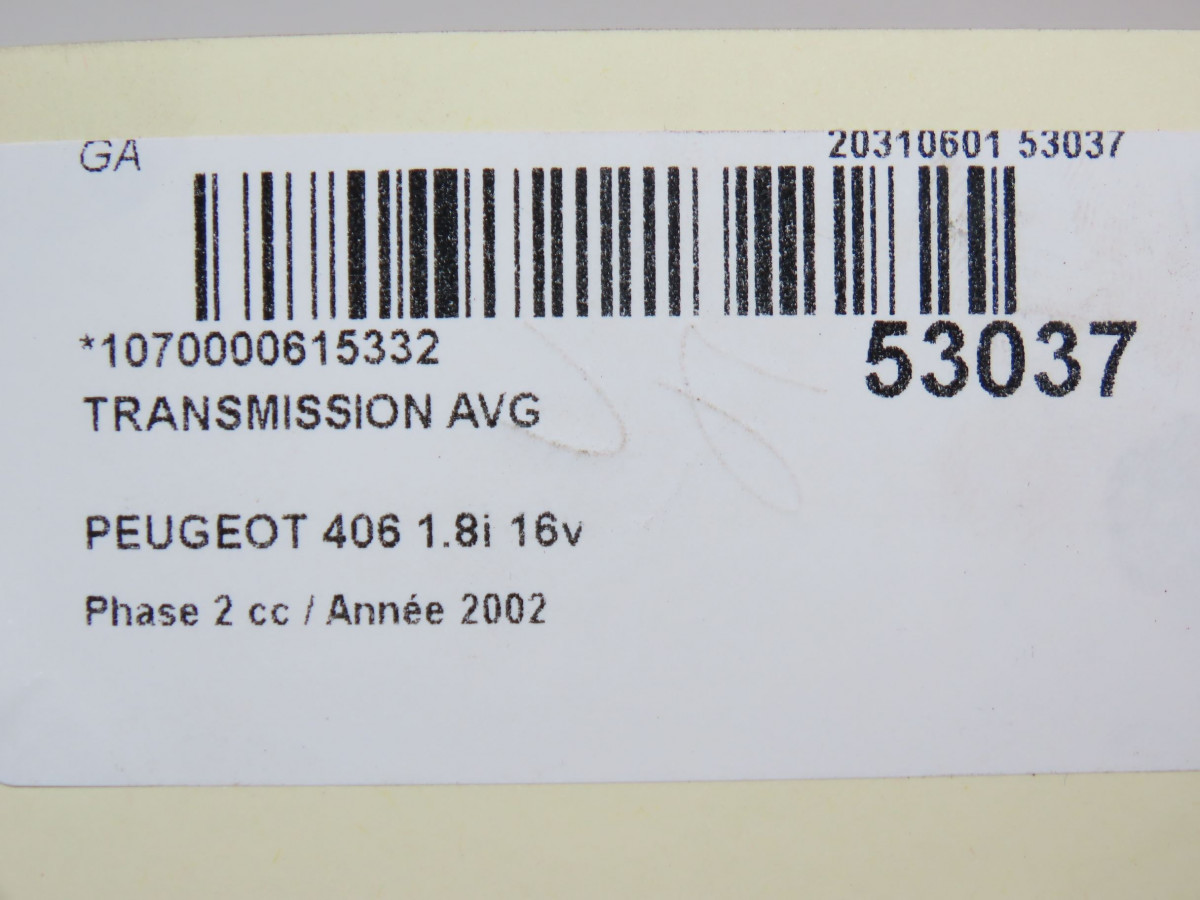 GA 20310601 53037
*1070000615332 53037
TRANSMISSION AVG
PEUGEOT 406 1.8i 16v
Phase 2 cc / Année 2002